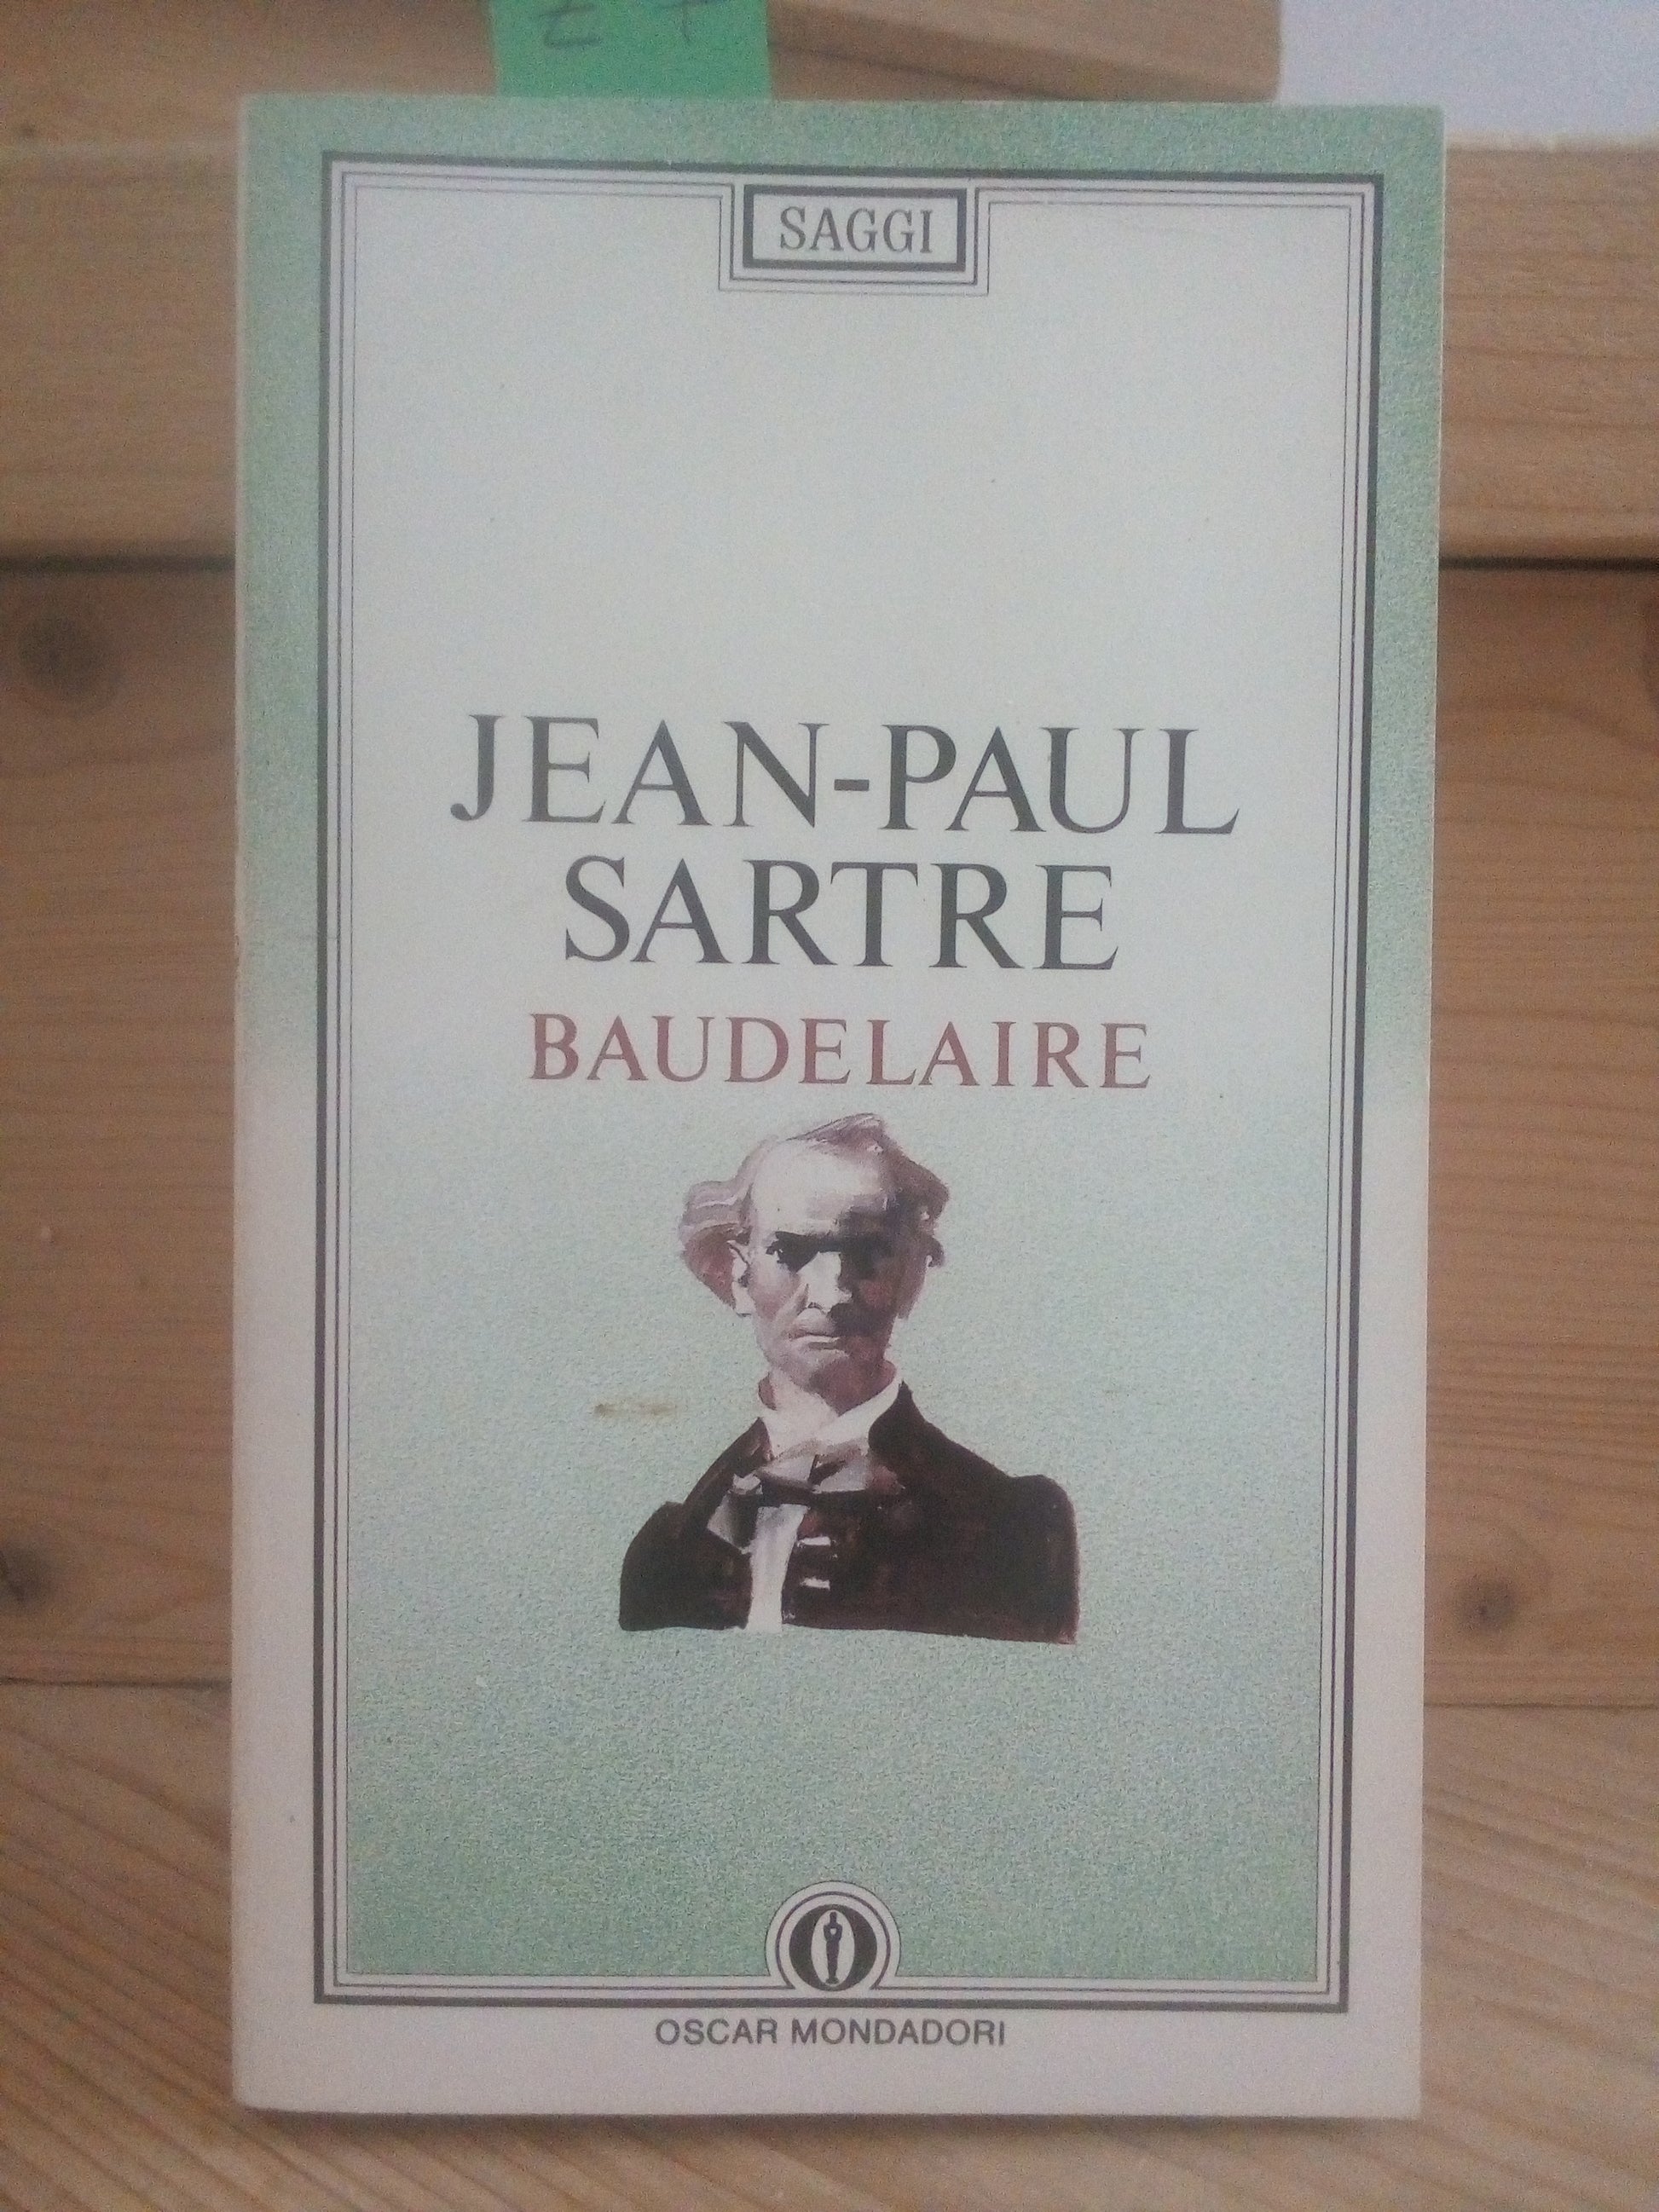 SAGGI
JEAN-PAUL
SARTRE
BAUDELAIRE
OSCAR MONDADORI